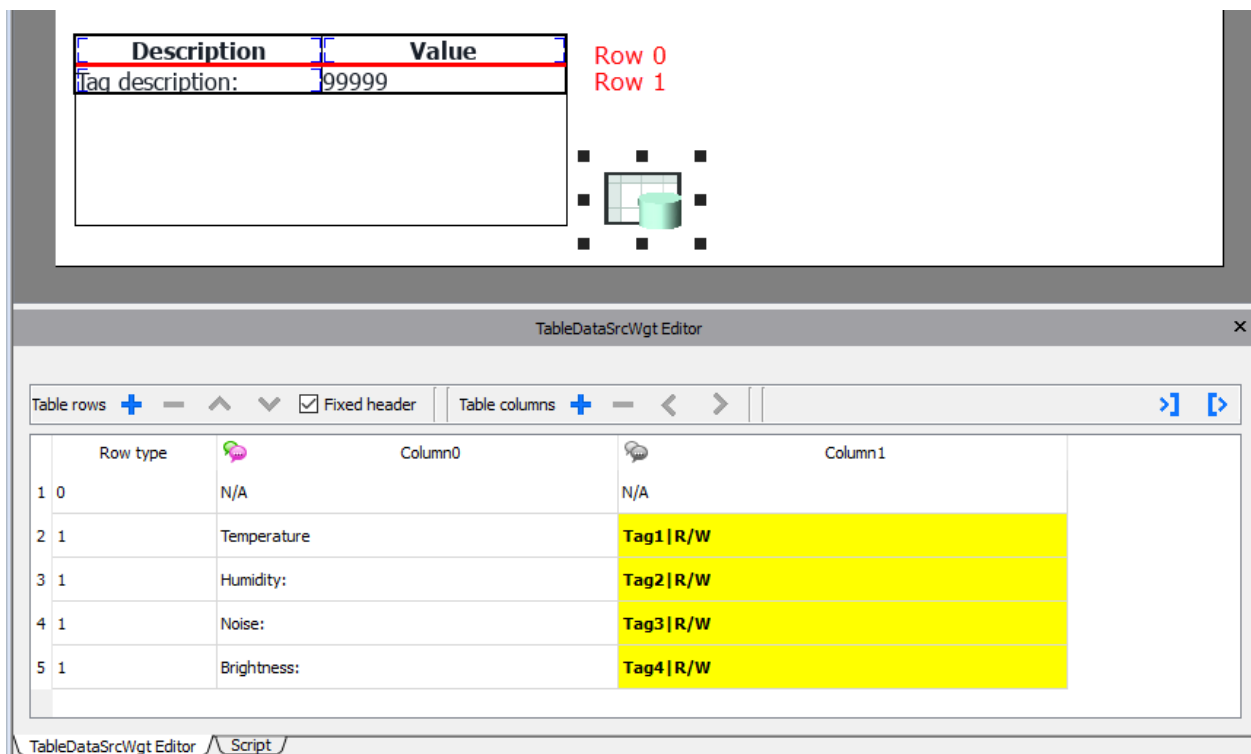 Description Value Row 0
Tag description: 99999 Row 1
TableDataSrcWgt Editor ×
Table rows Fixed header Table columns
Row type Column0 Column1
1 0 N/A N/A
2 1 Temperature Tag1|R/W
3 1 Humidity: Tag2|R/W
4 1 Noise: Tag3|R/W
5 1 Brightness: Tag4|R/W
TableDataSrcWgt Editor Script